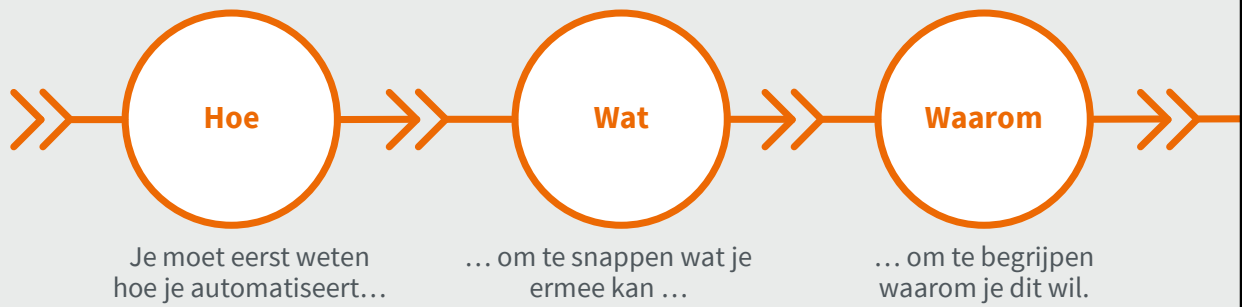 Hoe
Wat
Waarom
Je moet eerst weten
hoe je automatiseert…
… om te snappen wat je
ermee kan …
… om te begrijpen
waarom je dit wil.